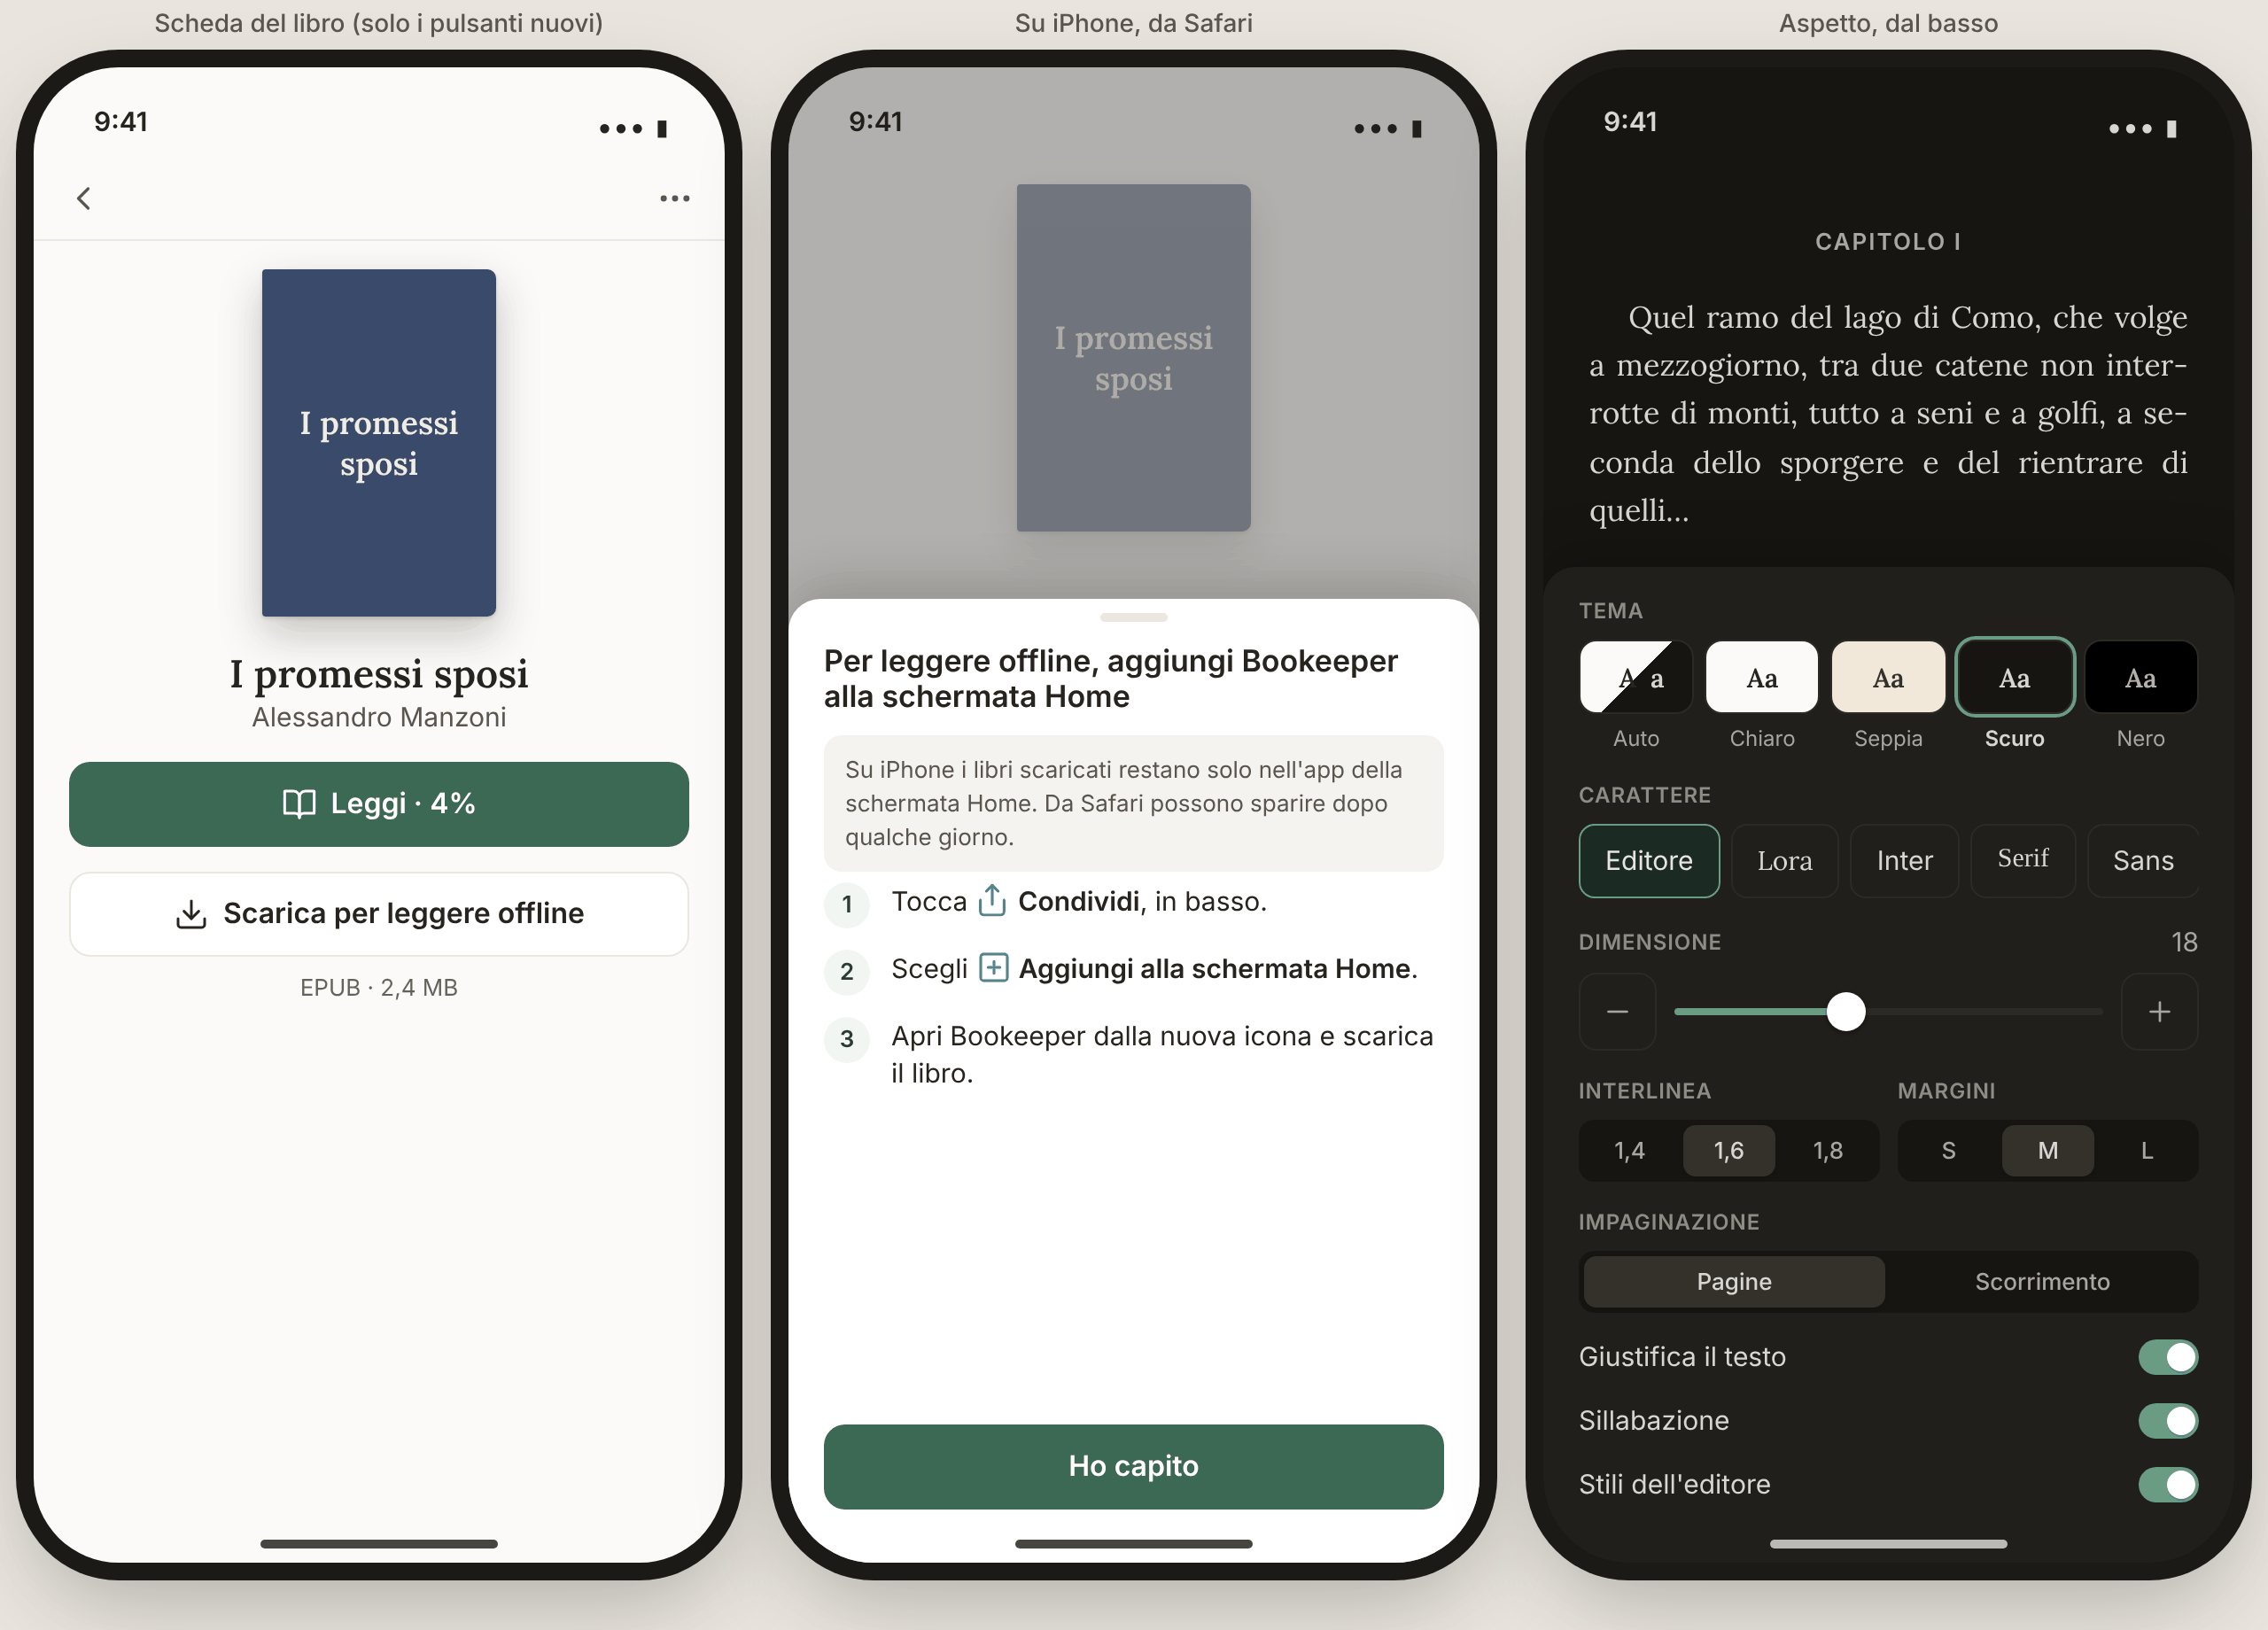 Scheda del libro (solo i pulsanti nuovi)
9:41
I promessi
sposi
I promessi sposi
Alessandro Manzoni
Leggi · 4%
Scarica per leggere offline
EPUB · 2,4 MB
Su iPhone, da Safari
9:41
I promessi
sposi
Per leggere offline, aggiungi Bookeeper
alla schermata Home
Su iPhone i libri scaricati restano solo nell'app della
schermata Home. Da Safari possono sparire dopo
qualche giorno.
1 Tocca Condividi, in basso.
2 Scegli Aggiungi alla schermata Home.
3 Apri Bookeeper dalla nuova icona e scarica
il libro.
Ho capito
Aspetto, dal basso
9:41
CAPITOLO I
Quel ramo del lago di Como, che volge
a mezzogiorno, tra due catene non inter-
rotte di monti, tutto a seni e a golfi, a se-
conda dello sporgere e del rientrare di
quelli...
TEMA
Aa Aa Aa Aa Aa
Auto Chiaro Seppia Scuro Nero
CARATTERE
Editore Lora Inter Serif Sans
DIMENSIONE 18
INTERLINEA MARGINI
1,4 1,6 1,8 S M L
IMPAGINAZIONE
Pagine Scorrimento
Giustifica il testo
Sillabazione
Stili dell'editore